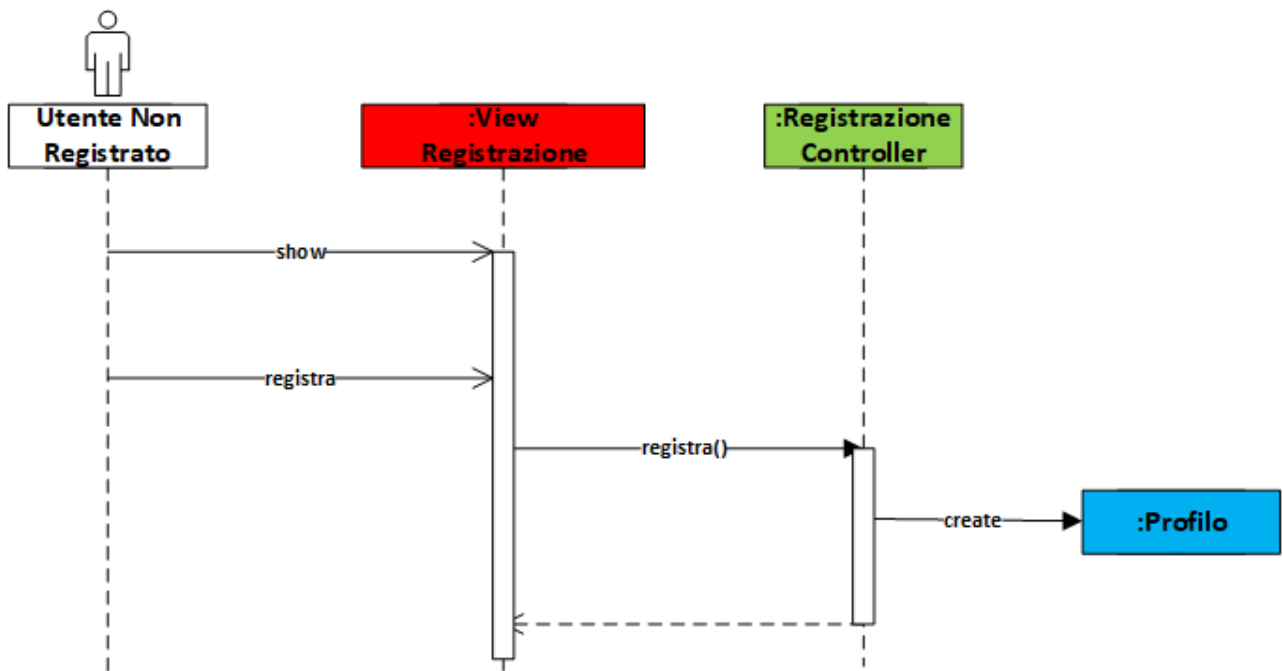 Utente Non
Registrato
:View
Registrazione
:Registrazione
Controller
show
registra
registra()
create
:Profilo